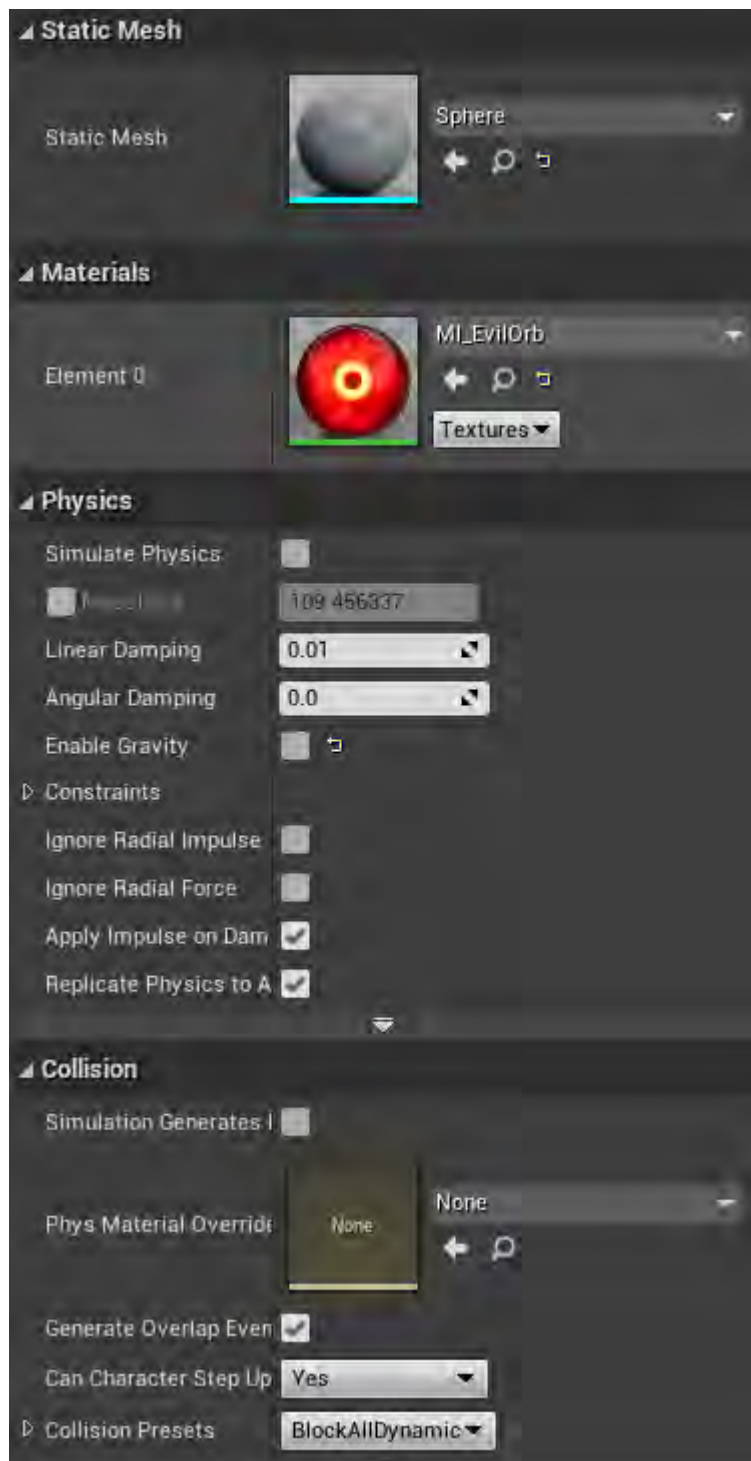 Static Mesh
Static Mesh
Sphere
Materials
Element 0
MI_EvilOrb
Textures
Physics
Simulate Physics
109.456337
Linear Damping
0.01
Angular Damping
0.0
Enable Gravity
Constraints
Ignore Radial Impulse
Ignore Radial Force
Apply Impulse on Dam
Replicate Physics to A
Collision
Simulation Generates
Phys Material Override
None
None
Generate Overlap Even
Can Character Step Up
Yes
Collision Presets
BlockAllDynamic